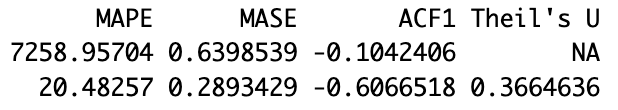 MAPE MASE ACF1 Theil's U
7258.95704 0.6398539 -0.1042406 NA
20.48257 0.2893429 -0.6066518 0.3664636